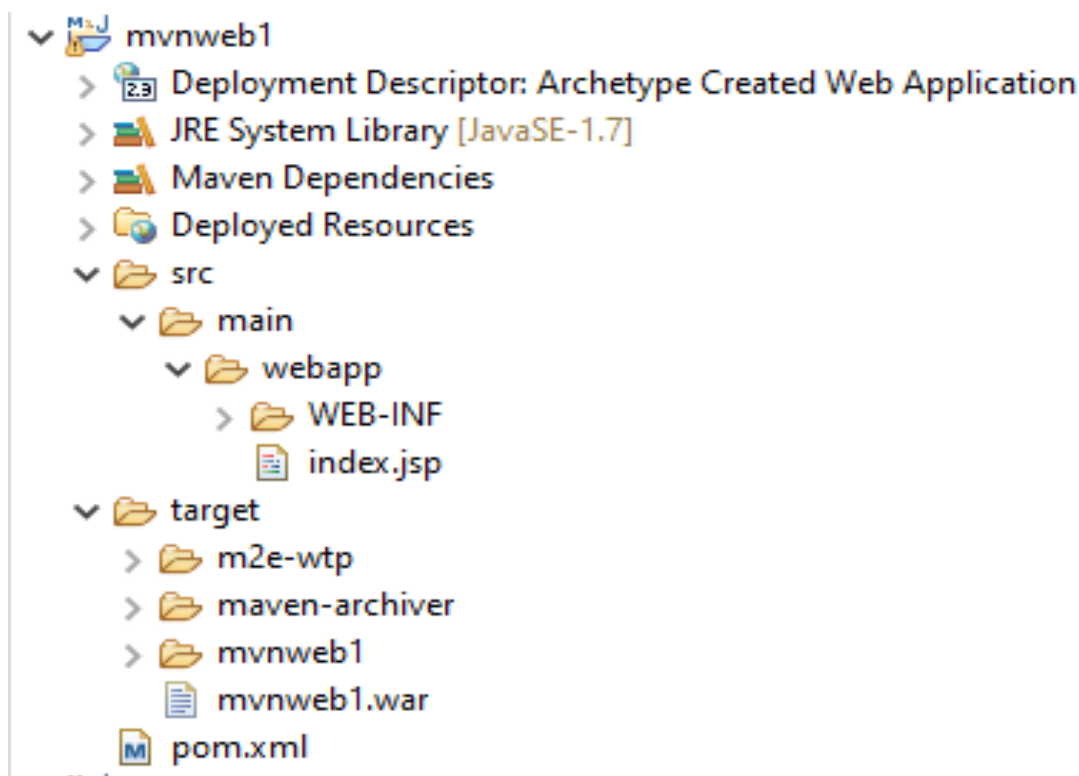 mvnweb1
Deployment Descriptor: Archetype Created Web Application
JRE System Library [JavaSE-1.7]
Maven Dependencies
Deployed Resources
src
main
webapp
WEB-INF
index.jsp
target
m2e-wtp
maven-archiver
mvnweb1
mvnweb1.war
pom.xml